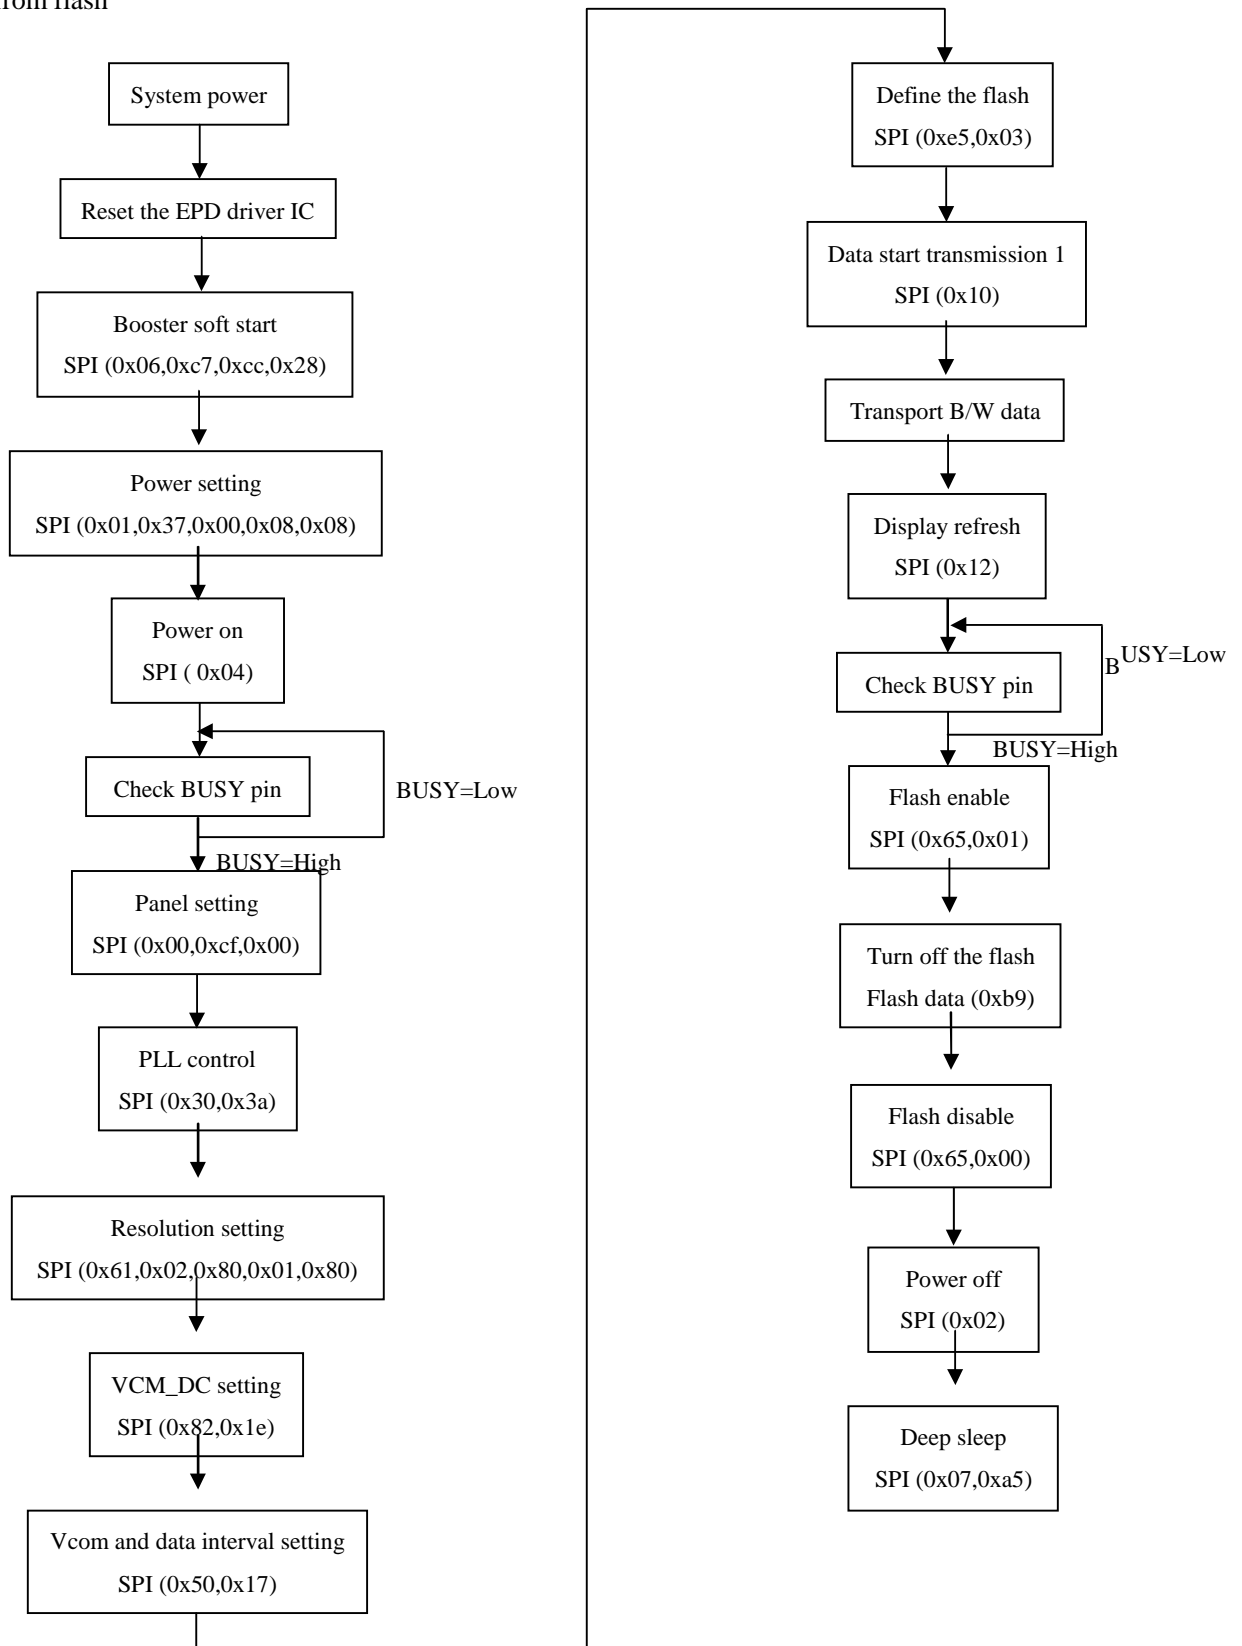 from flash
System power
Reset the EPD driver IC
Booster soft start
SPI (0x06,0xc7,0xcc,0x28)
Power setting
SPI (0x01,0x37,0x00,0x08,0x08)
Power on
SPI ( 0x04)
Check BUSY pin
BUSY=Low
BUSY=High
Panel setting
SPI (0x00,0xcf,0x00)
PLL control
SPI (0x30,0x3a)
Resolution setting
SPI (0x61,0x02,0x80,0x01,0x80)
VCM_DC setting
SPI (0x82,0x1e)
Vcom and data interval setting
SPI (0x50,0x17)
Define the flash
SPI (0xe5,0x03)
Data start transmission 1
SPI (0x10)
Transport B/W data
Display refresh
SPI (0x12)
BUSY=Low
Check BUSY pin
BUSY=High
Flash enable
SPI (0x65,0x01)
Turn off the flash
Flash data (0xb9)
Flash disable
SPI (0x65,0x00)
Power off
SPI (0x02)
Deep sleep
SPI (0x07,0xa5)